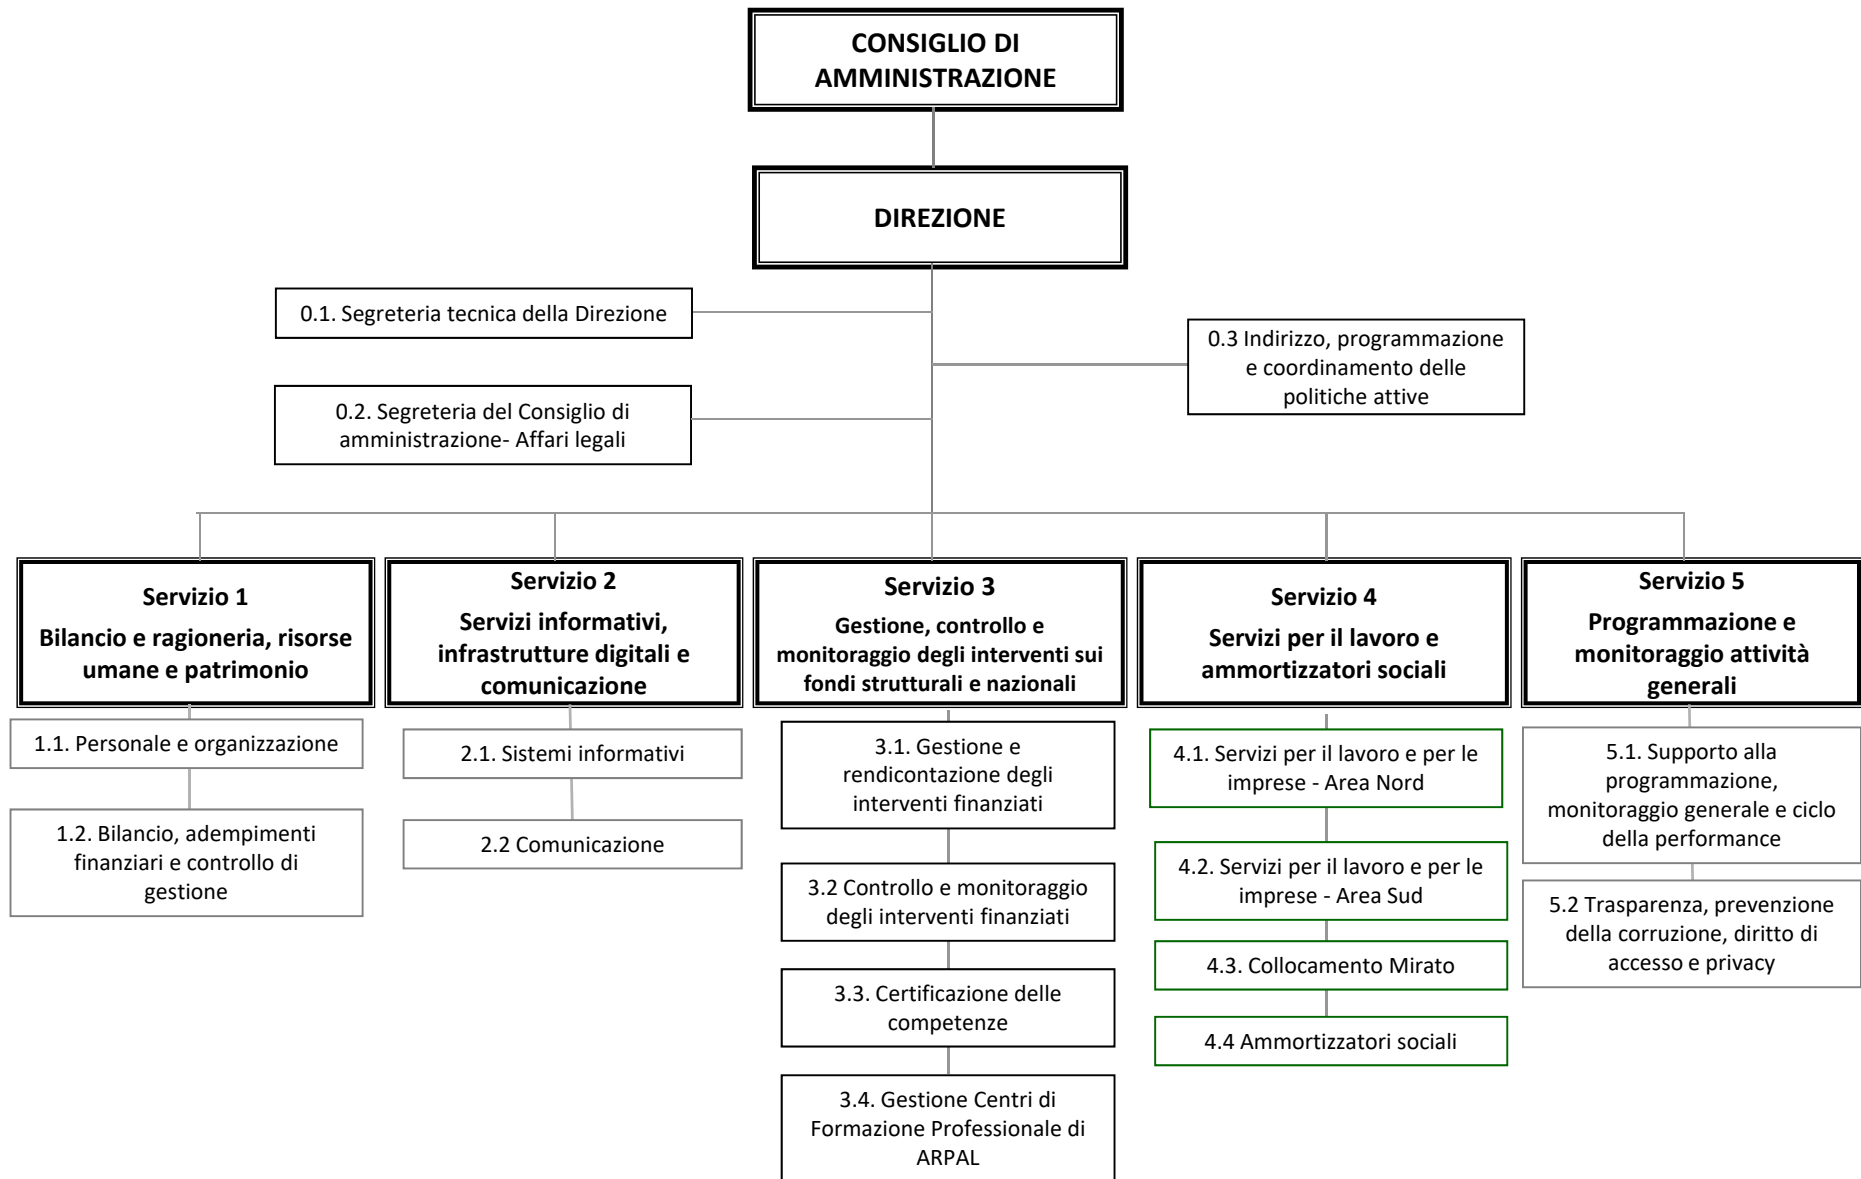 CONSIGLIO DI
AMMINISTRAZIONE
DIREZIONE
0.1. Segreteria tecnica della Direzione
0.3 Indirizzo, programmazione
e coordinamento delle
politiche attive
0.2. Segreteria del Consiglio di
amministrazione- Affari legali
Servizio 1
Bilancio e ragioneria, risorse
umane e patrimonio
Servizio 2
Servizi informativi,
infrastrutture digitali e
comunicazione
Servizio 3
Gestione, controllo e
monitoraggio degli interventi sui
fondi strutturali e nazionali
Servizio 4
Servizi per il lavoro e
ammortizzatori sociali
Servizio 5
Programmazione e
monitoraggio attività
generali
1.1. Personale e organizzazione
1.2. Bilancio, adempimenti
finanziari e controllo di
gestione
2.1. Sistemi informativi
2.2 Comunicazione
3.1. Gestione e
rendicontazione degli
interventi finanziati
3.2 Controllo e monitoraggio
degli interventi finanziati
3.3. Certificazione delle
competenze
3.4. Gestione Centri di
Formazione Professionale di
ARPAL
4.1. Servizi per il lavoro e per le
imprese - Area Nord
4.2. Servizi per il lavoro e per le
imprese - Area Sud
4.3. Collocamento Mirato
4.4 Ammortizzatori sociali
5.1. Supporto alla
programmazione,
monitoraggio generale e ciclo
della performance
5.2 Trasparenza, prevenzione
della corruzione, diritto di
accesso e privacy